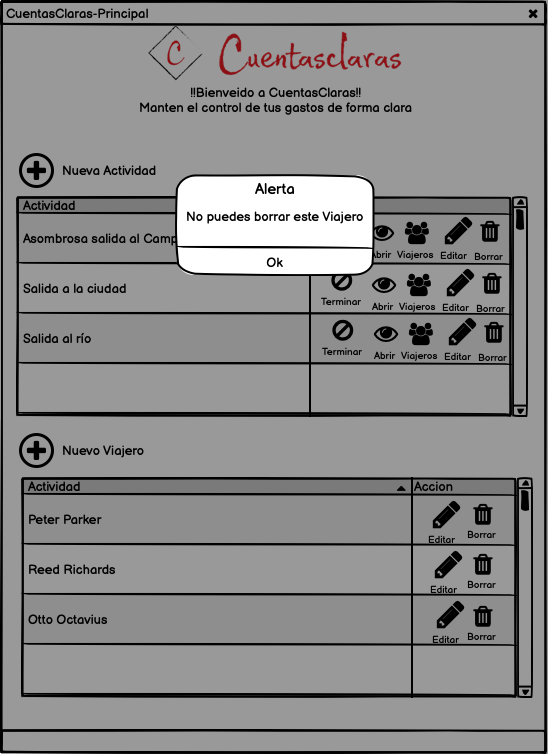 CuentasClaras-Principal
C Cuentasclaras
!!Bienveido a CuentasClaras!!
Manten el control de tus gastos de forma clara
Nueva Actividad
Actividad
Alerta
No puedes borrar este Viajero
Ok
Asombrosa salida al Camp
Abrir Viajeros Editar Borrar
Salida a la ciudad
Terminar Abrir Viajeros Editar Borrar
Salida al río
Terminar Abrir Viajeros Editar Borrar
Nuevo Viajero
Actividad Accion
Peter Parker
Editar Borrar
Reed Richards
Editar Borrar
Otto Octavius
Editar Borrar